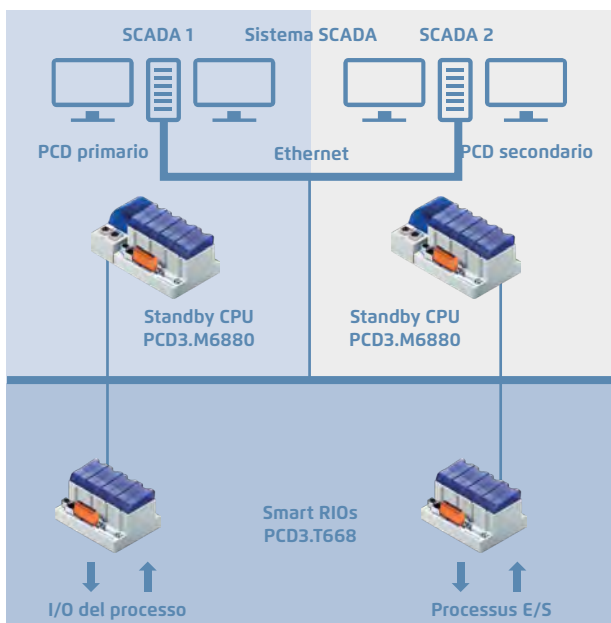 SCADA 1 Sistema SCADA SCADA 2
PCD primario Ethernet PCD secondario
Standby CPU
PCD3.M6880
Standby CPU
PCD3.M6880
Smart RIOs
PCD3.T668
I/O del processo Processus E/S